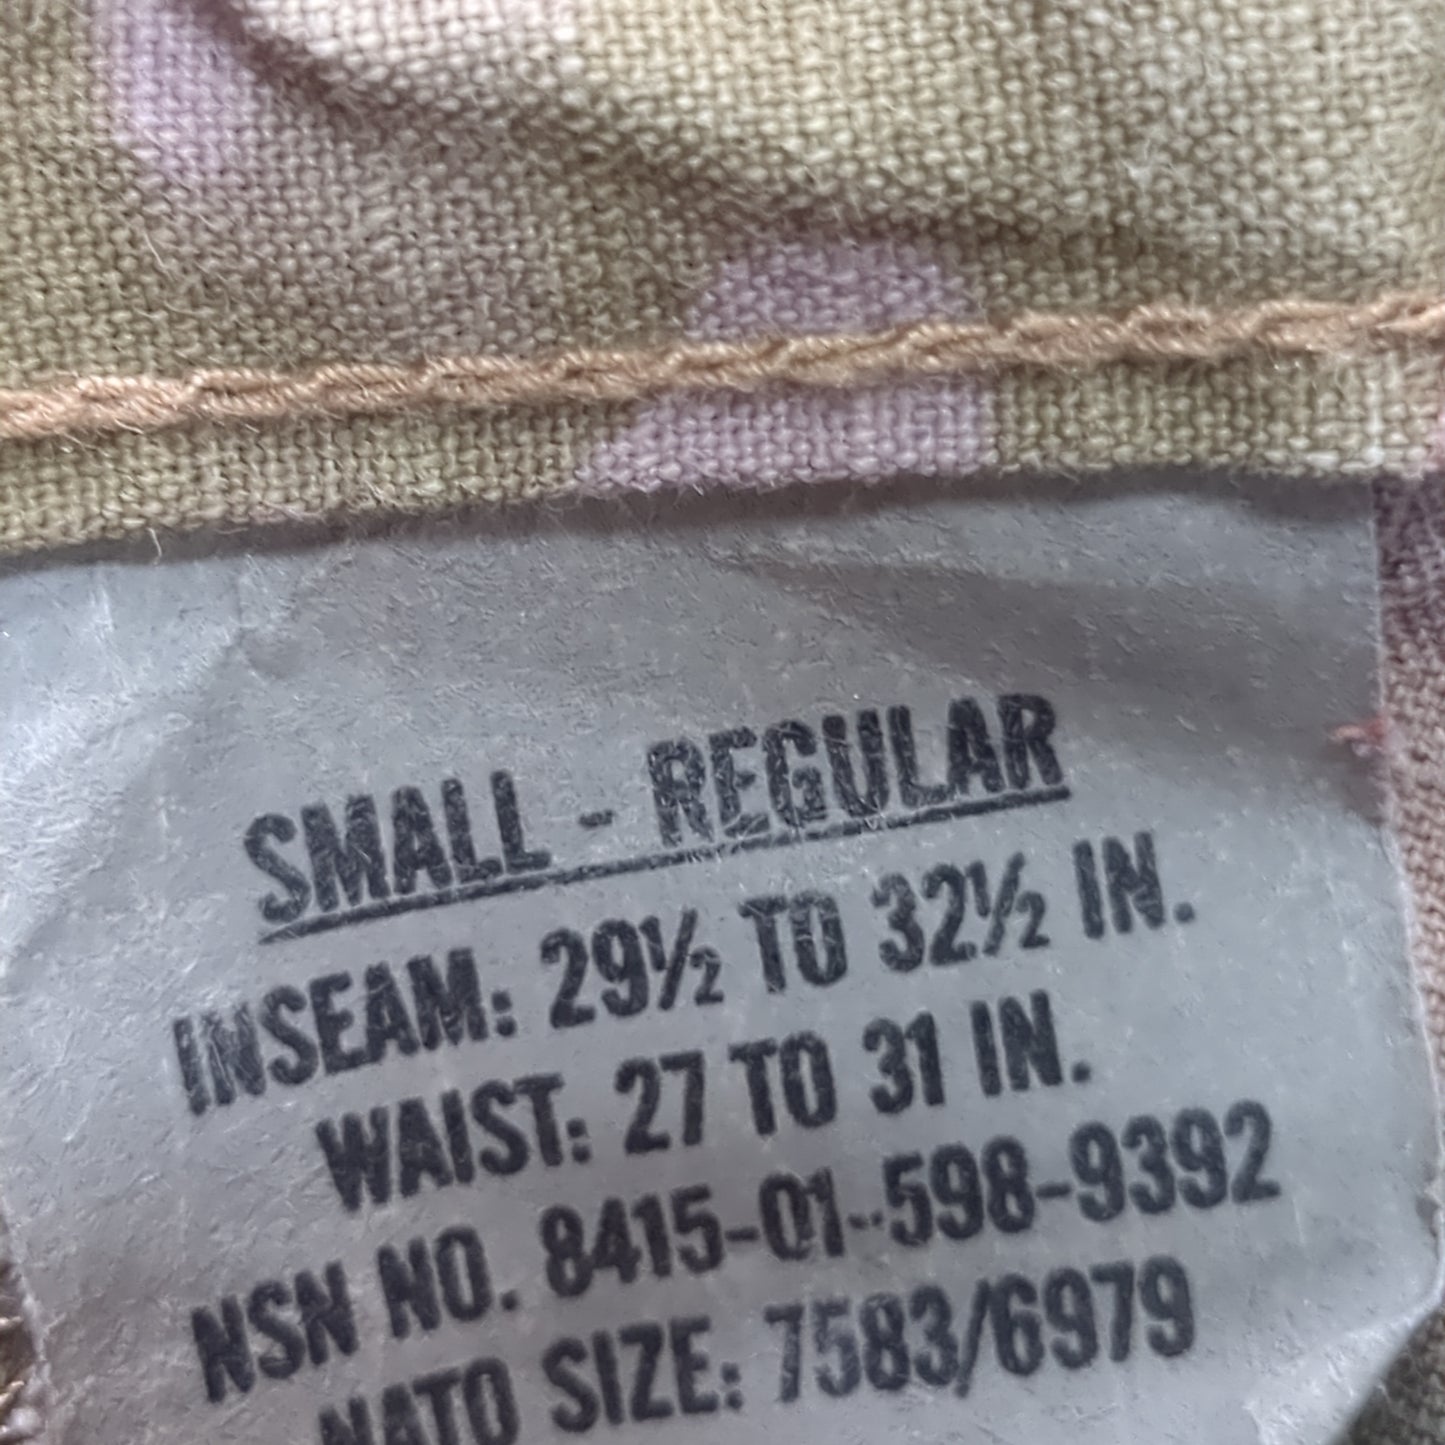 SMALL - REGULAR
INSEAM: 29½ TO 32½ IN.
WAIST: 27 TO 31 IN.
NSN NO. 8415-01-598-9392
NATO SIZE: 7583/6979